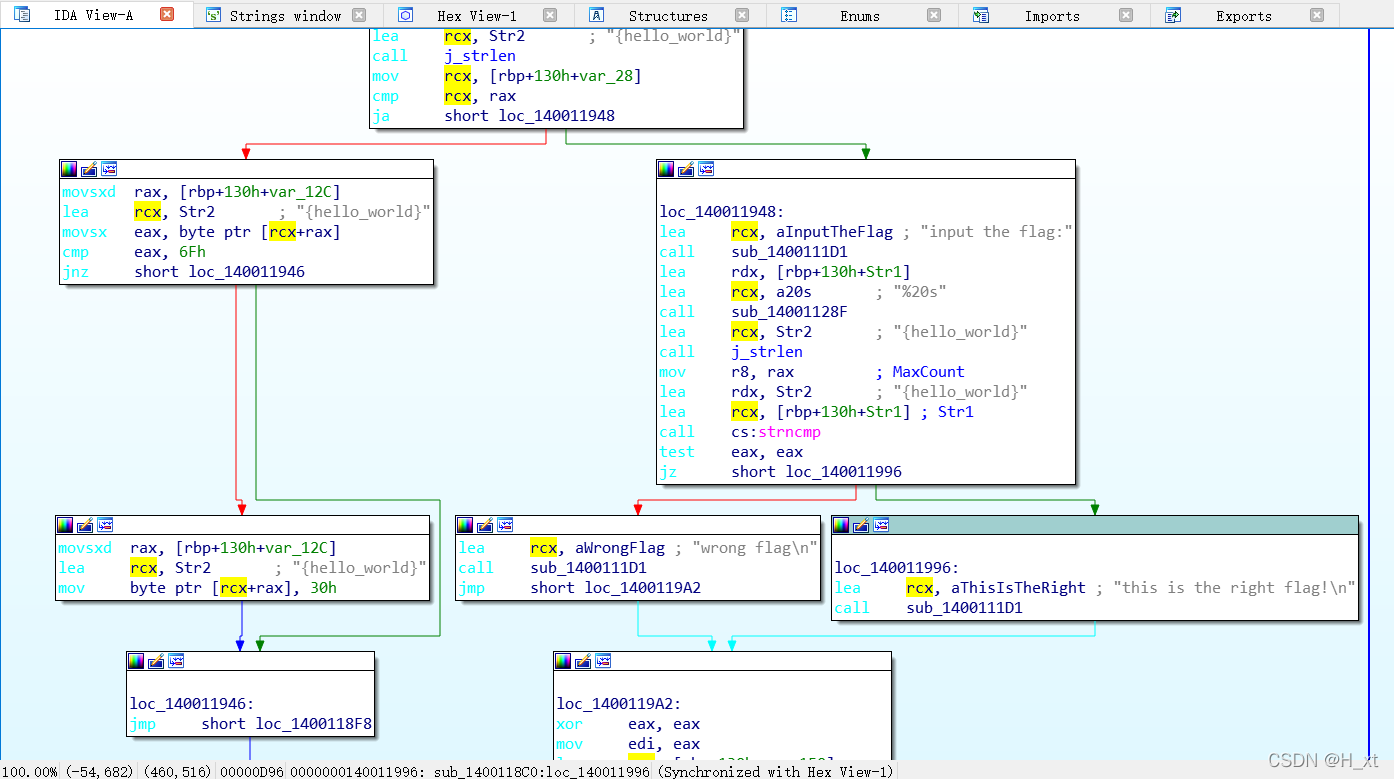 IDA View-A Strings window Hex View-1 Structures Enums Imports Exports
lea rcx, Str2 ; "{hello_world}"
call j_strlen
mov rcx, [rbp+130h+var_28]
cmp rcx, rax
ja short loc_140011948
movsxd rax, [rbp+130h+var_12C]
lea rcx, Str2 ; "{hello_world}"
movsx eax, byte ptr [rcx+rax]
cmp eax, 6Fh
jnz short loc_140011946
loc_140011948:
lea rcx, aInputTheFlag ; "input the flag:"
call sub_1400111D1
lea rdx, [rbp+130h+Str1]
lea rcx, a20s ; "%20s"
call sub_14001128F
lea rcx, Str2 ; "{hello_world}"
call j_strlen
mov r8, rax ; MaxCount
lea rdx, Str2 ; "{hello_world}"
lea rcx, [rbp+130h+Str1] ; Str1
call cs:strncmp
test eax, eax
jz short loc_140011996
movsxd rax, [rbp+130h+var_12C]
lea rcx, Str2 ; "{hello_world}"
mov byte ptr [rcx+rax], 30h
lea rcx, aWrongFlag ; "wrong flag\n"
call sub_1400111D1
jmp short loc_1400119A2
loc_140011996:
lea rcx, aThisIsTheRight ; "this is the right flag!\n"
call sub_1400111D1
loc_140011946:
jmp short loc_1400118F8
loc_1400119A2:
xor eax, eax
mov edi, eax
100.00% (-54,682) (460,516) 00000D96 0000000140011996: sub_1400118C0:loc_140011996 (Synchronized with Hex View-1)
CSDN @H_xt